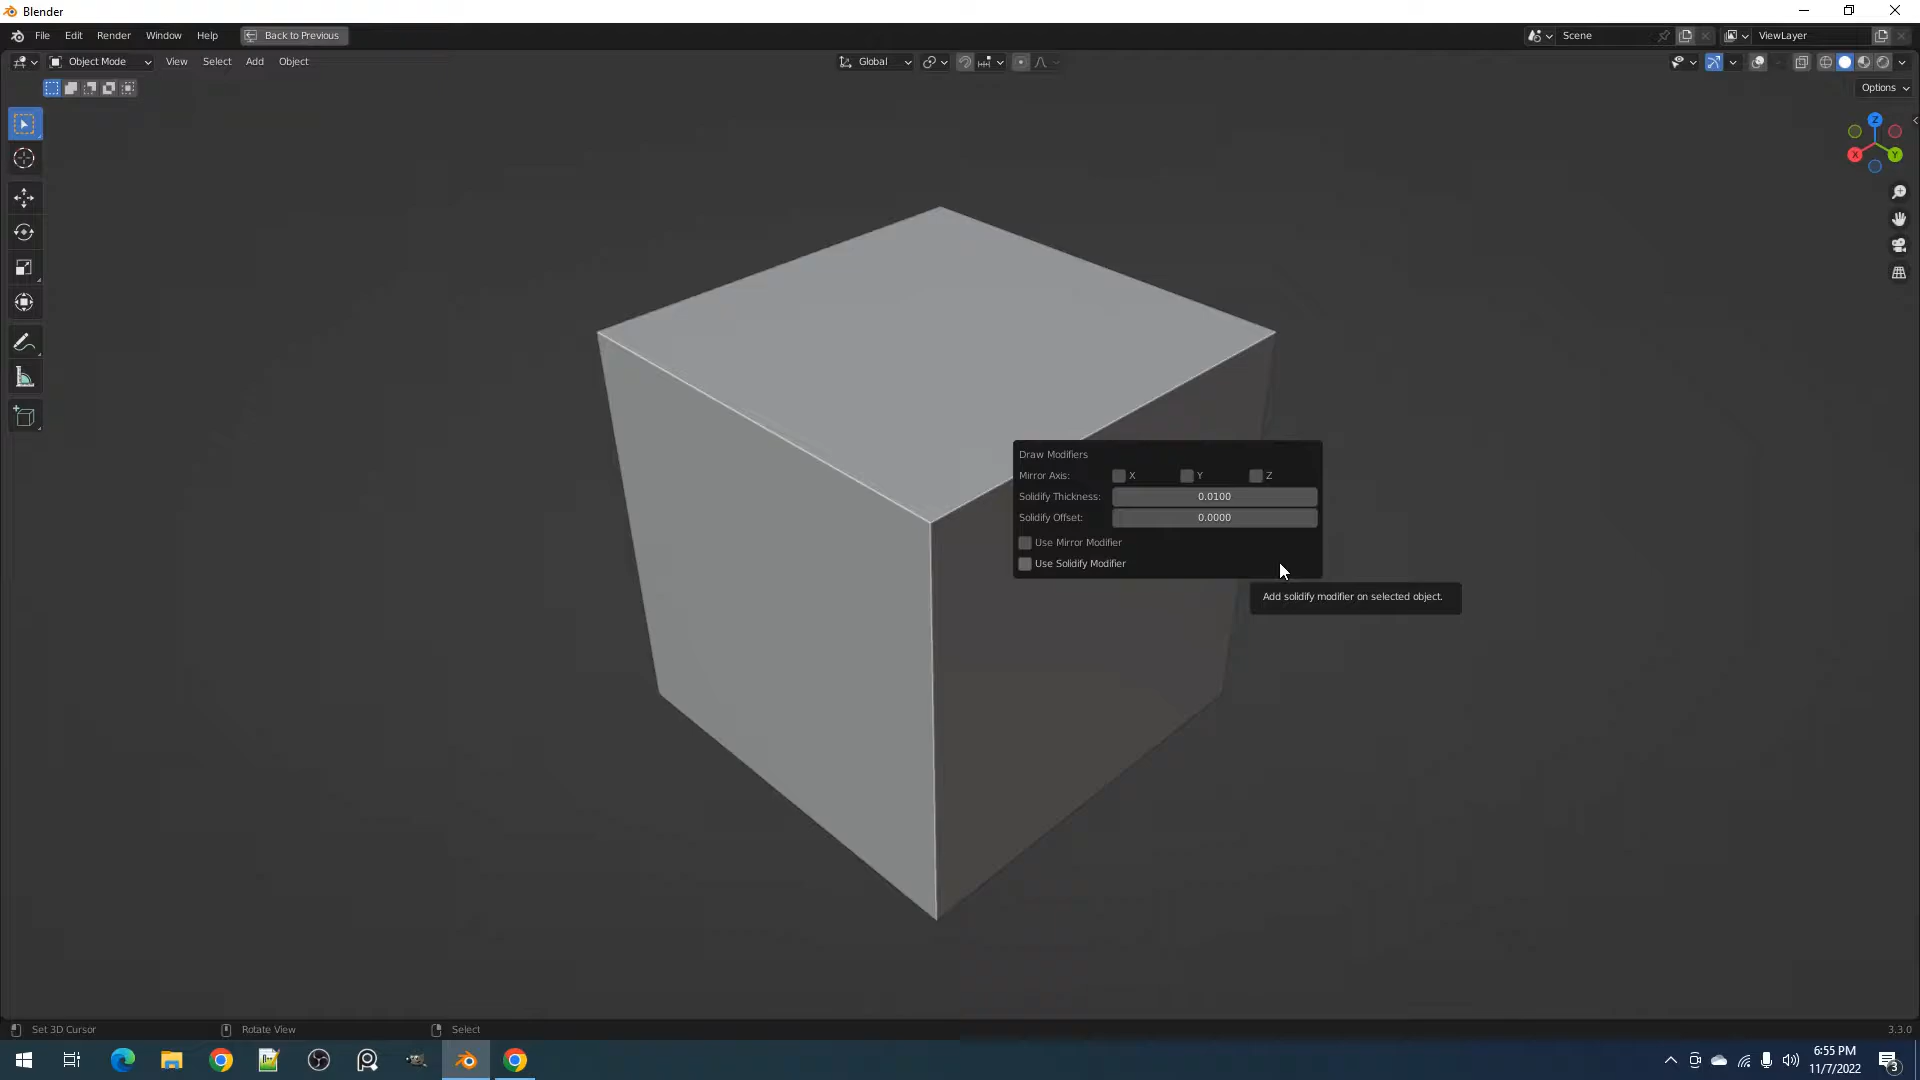 Blender
File Edit Render Window Help Back to Previous Scene ViewLayer
Object Mode View Select Add Object Global
Options
Z
X Y
Draw Modifiers
Mirror Axis: X Y Z
Solidify Thickness: 0.0100
Solidify Offset: 0.0000
Use Mirror Modifier
Use Solidify Modifier
Add solidify modifier on selected object.
Set 3D Cursor Rotate View Select 3.3.0
6:55 PM
11/7/2022
3